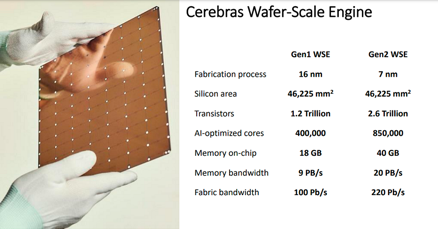 Cerebras Wafer-Scale Engine
Gen1 WSE Gen2 WSE
Fabrication process 16 nm 7 nm
Silicon area 46,225 mm² 46,225 mm²
Transistors 1.2 Trillion 2.6 Trillion
AI-optimized cores 400,000 850,000
Memory on-chip 18 GB 40 GB
Memory bandwidth 9 PB/s 20 PB/s
Fabric bandwidth 100 Pb/s 220 Pb/s